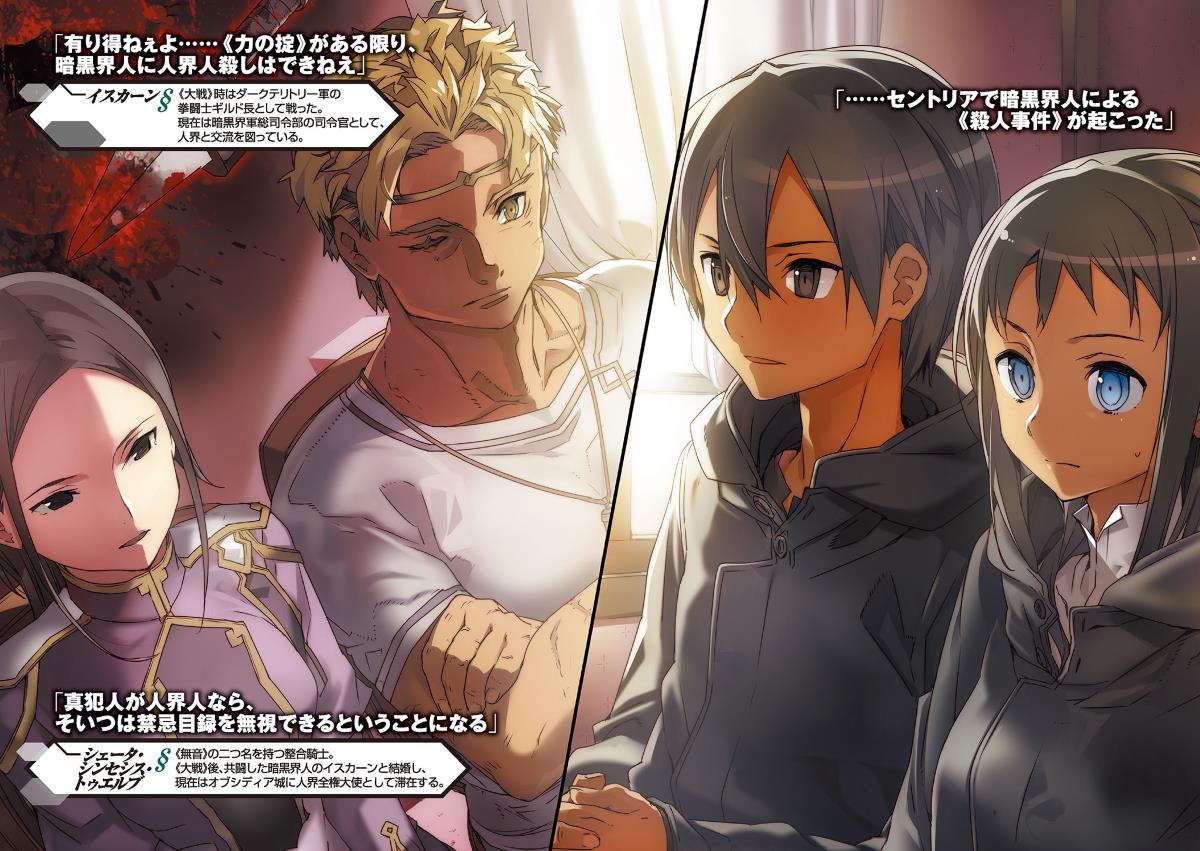 「有り得ねぇよ……《力の掟》がある限り、
暗黒界人に人界人殺しはできねえ」
イスカーン§
《大戦》時はダークテリトリー軍の
拳闘士ギルド長として戦った。
現在は暗黒界軍総司令部の司令官として、
人界と交流を図っている。
「……セントリアで暗黒界人による
《殺人事件》が起こった」
「真犯人が人界人なら、
そいつは禁忌目録を無視できるということになる」
シェータ・
シンセシス・
トゥエルブ§
《無音》の二つ名を持つ整合騎士。
《大戦》後、共闘した暗黒界人のイスカーンと結婚し、
現在はオブシディア城に人界全権大使として滞在する。